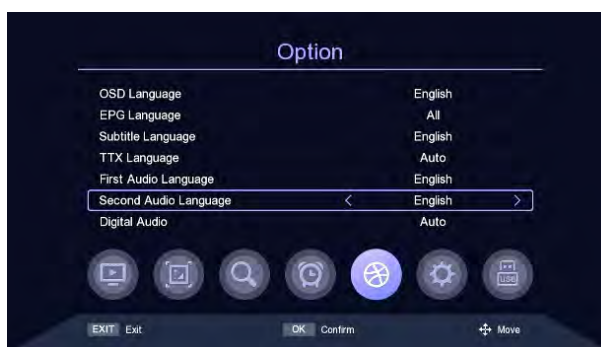 Option
OSD Language English
EPG Language All
Subtitle Language English
TTX Language Auto
First Audio Language English
Second Audio Language < English >
Digital Audio Auto
USB
EXIT Exit OK Confirm Move